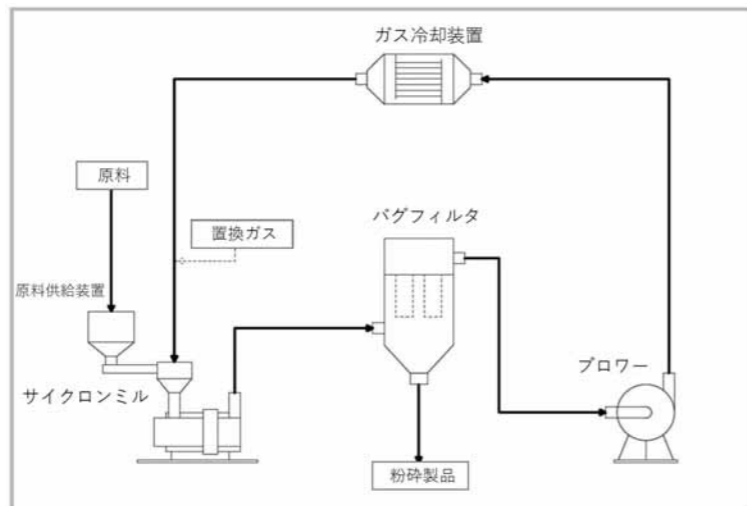 ガス冷却装置
原料
置換ガス
バグフィルタ
原料供給装置
サイクロンミル
ブロワー
粉砕製品